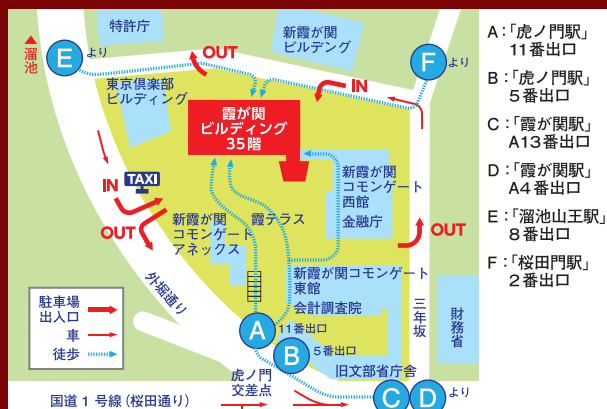 特許庁
新霞が関
ビルディング
▲
溜池
E より
OUT
F より
東京倶楽部
ビルディング
IN
霞が関
ビルディング
35階
TAXI
IN
OUT
新霞が関
コモンゲート
西館
金融庁
OUT
新霞が関
コモンゲート
アネックス
霞テラス
外堀通り
新霞が関コモンゲート
東館
会計調査院
三年坂
財務省
駐車場
出入口
車
徒歩
A 11番出口
B 5番出口
虎ノ門
交差点
旧文部省庁舎
C D より
国道1号線(桜田通り)
A:「虎ノ門駅」
11番出口
B:「虎ノ門駅」
5番出口
C:「霞が関駅」
A13番出口
D:「霞が関駅」
A4番出口
E:「溜池山王駅」
8番出口
F:「桜田門駅」
2番出口